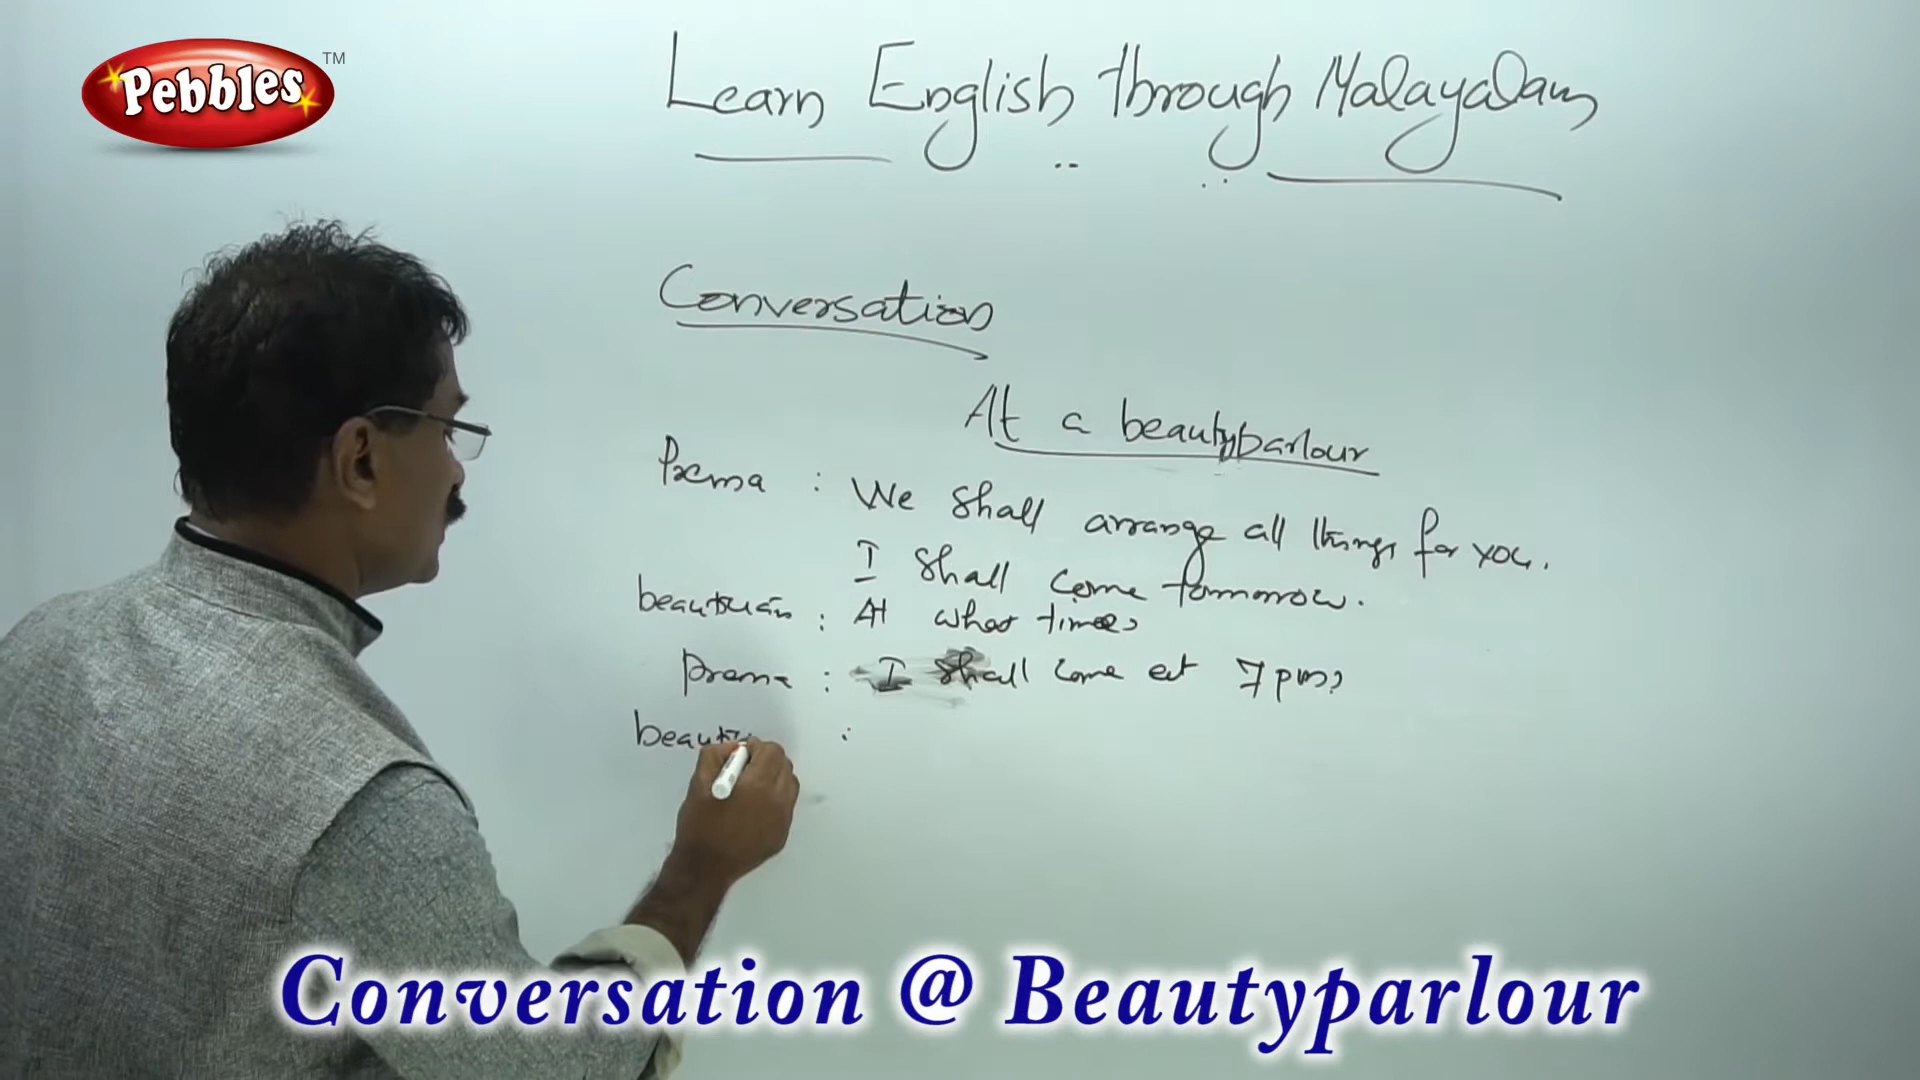 Pebbles TM
Learn English through Malayalam
Conversation
At a beautyparlour
Prema : We shall arrange all things for you.
I shall come tomorrow.
: At what time?
Prema : I shall come at 7 pm?
:
Conversation @ Beautyparlour